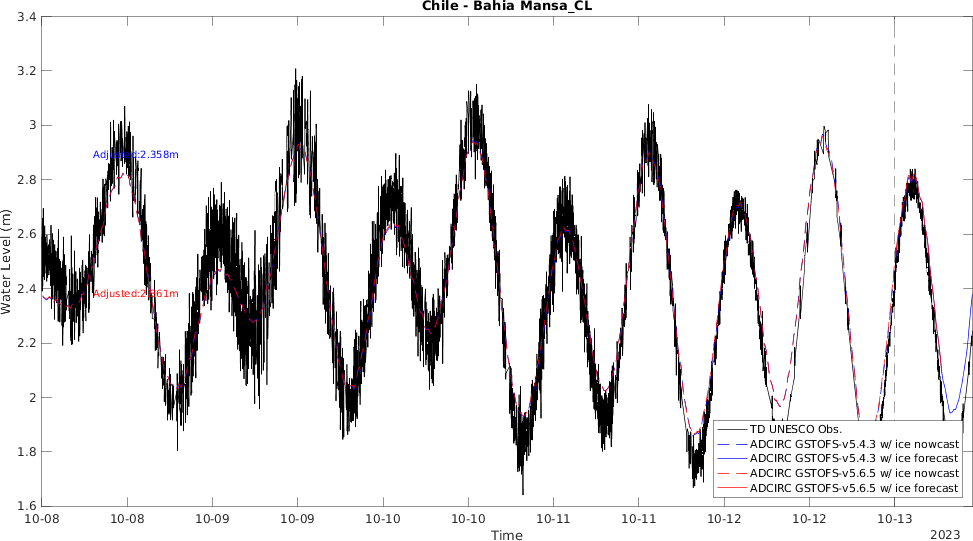 Chile - Bahia Mansa_CL
3.4
3.2
3
2.8
2.6
2.4
2.2
2
1.8
1.6
Water Level (m)
Adjusted:2.358m
Adjusted:2.361m
TD UNESCO Obs.
ADCIRC GSTOFS-v5.4.3 w/ ice nowcast
ADCIRC GSTOFS-v5.4.3 w/ ice forecast
ADCIRC GSTOFS-v5.6.5 w/ ice nowcast
ADCIRC GSTOFS-v5.6.5 w/ ice forecast
10-08 10-08 10-09 10-09 10-10 10-10 10-11 10-11 10-12 10-12 10-13
Time
2023